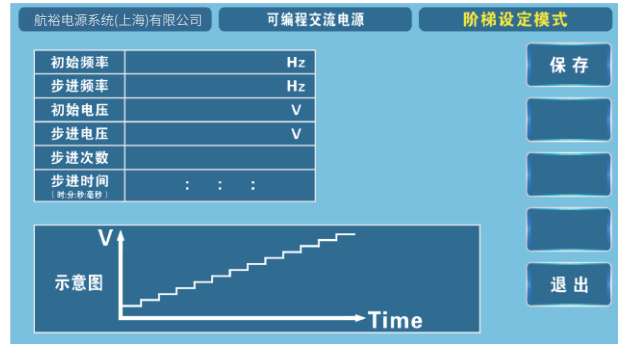 航裕电源系统(上海)有限公司 可编程交流电源 阶梯设定模式
初始频率 Hz
步进频率 Hz
初始电压 V
步进电压 V
步进次数
步进时间 : : :
(时:分:秒:毫秒)
保存
V
示意图
Time
退出